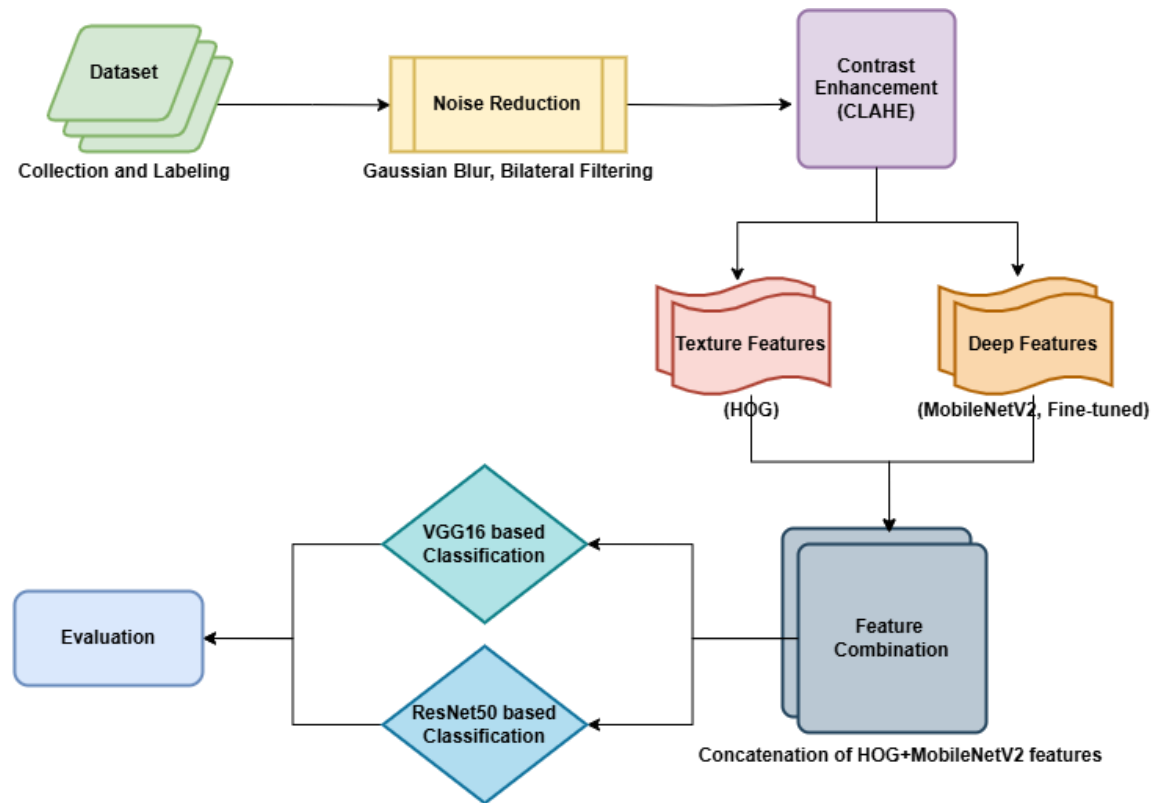 Dataset
Collection and Labeling
Noise Reduction
Gaussian Blur, Bilateral Filtering
Contrast
Enhancement
(CLAHE)
Texture Features
(HOG)
Deep Features
(MobileNetV2, Fine-tuned)
Feature
Combination
Concatenation of HOG+MobileNetV2 features
VGG16 based
Classification
ResNet50 based
Classification
Evaluation